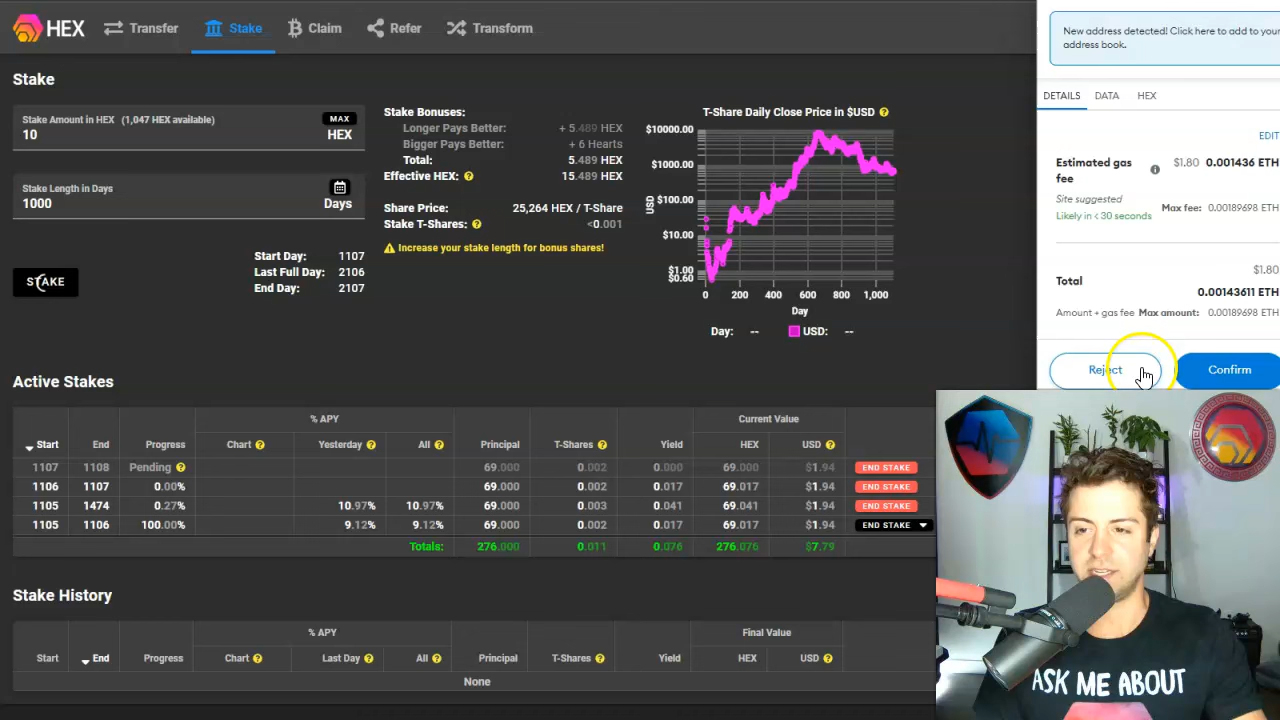 HEX Transfer Stake Claim Refer Transform
Stake
Stake Amount in HEX (1,047 HEX available) MAX
10 HEX
Stake Length in Days
1000 Days
STAKE
Start Day: 1107
Last Full Day: 2106
End Day: 2107
Stake Bonuses:
Longer Pays Better: + 5.489 HEX
Bigger Pays Better: + 6 Hearts
Total: 5.489 HEX
Effective HEX: ? 15.489 HEX
Share Price: 25,264 HEX / T-Share
Stake T-Shares: ? <0.001
Increase your stake length for bonus shares!
T-Share Daily Close Price in $USD ?
$10000.00
$1000.00
$100.00
$10.00
$1.00
$0.60
USD
0 200 400 600 800 1,000
Day
Day: -- USD: --
New address detected! Click here to add to your
address book.
DETAILS DATA HEX
EDIT
Estimated gas $1.80 0.001436 ETH
fee
Site suggested
Likely in < 30 seconds Max fee: 0.00189698 ETH
$1.80
Total
0.00143611 ETH
Amount + gas fee Max amount: 0.00189698 ETH
Reject Confirm
Active Stakes
% APY Current Value
Start End Progress Chart ? Yesterday ? All ? Principal T-Shares ? Yield HEX USD ?
1107 1108 Pending ? 69.000 0.002 0.000 69.000 $1.94 END STAKE
1106 1107 0.00% 69.000 0.002 0.017 69.017 $1.94 END STAKE
1105 1474 0.27% 10.97% 10.97% 69.000 0.003 0.041 69.041 $1.94 END STAKE
1105 1106 100.00% 9.12% 9.12% 69.000 0.002 0.017 69.017 $1.94 END STAKE
Totals: 276.000 0.011 0.076 276.076 $7.79
Stake History
% APY Final Value
Start End Progress Chart ? Last Day ? All ? Principal T-Shares ? Yield HEX USD ?
None
ASK ME ABOUT